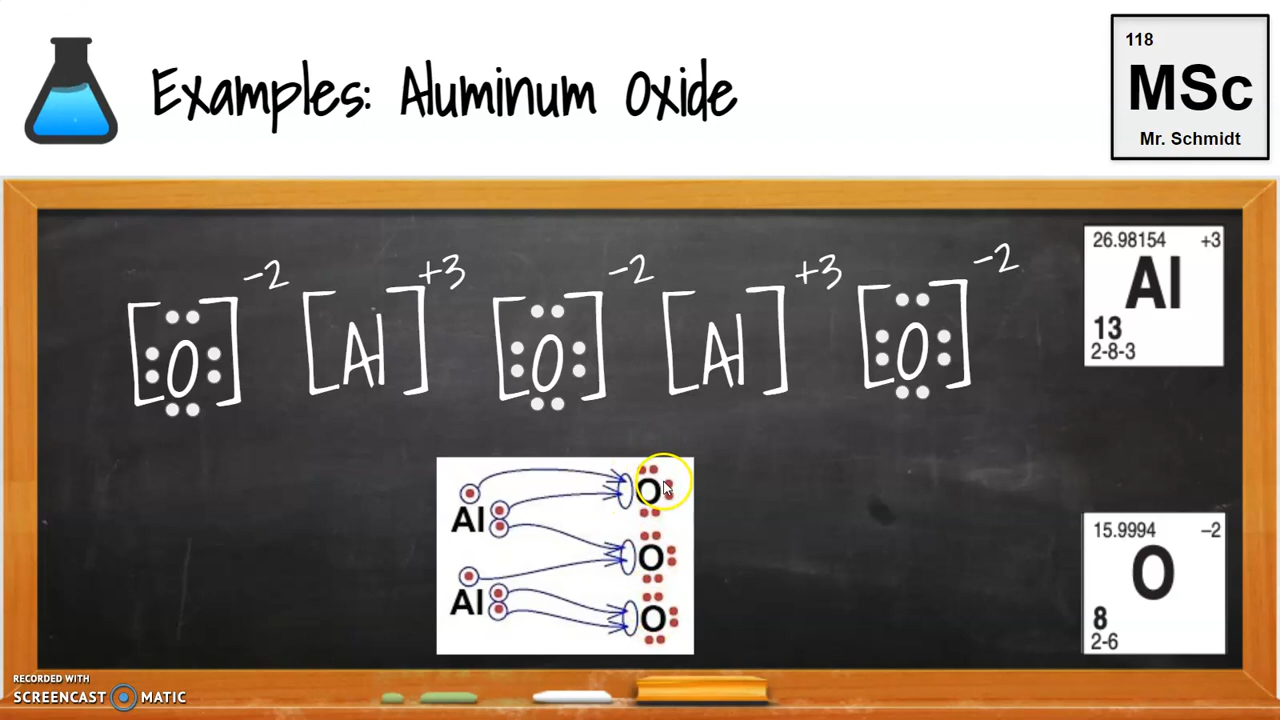 Examples: Aluminum Oxide
118
MSc
Mr. Schmidt
[O] -2 [Al] +3 [O] -2 [Al] +3 [O] -2
26.98154 +3
Al
13
2-8-3
Al O
O
Al O
15.9994 –2
O
8
2-6
RECORDED WITH
SCREENCAST MATIC